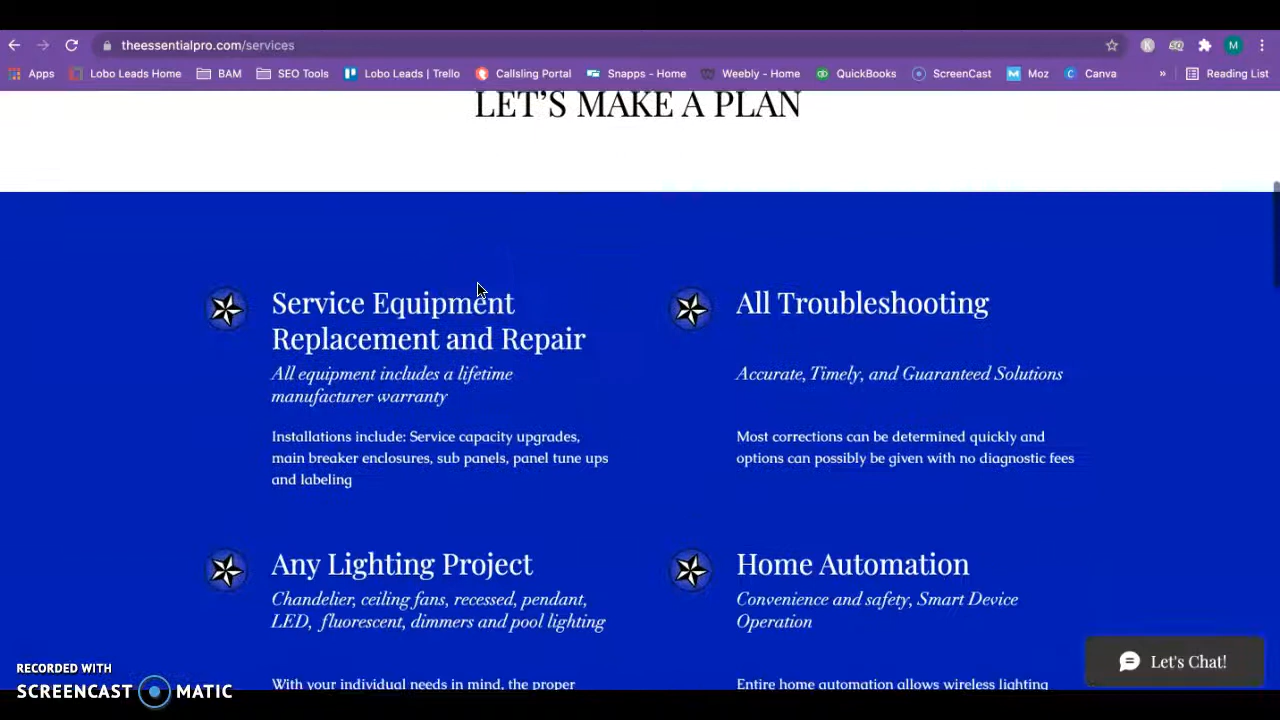 theessentialpro.com/services
M
Apps
Lobo Leads Home
BAM
SEO Tools
Lobo Leads | Trello
Callsling Portal
Snapps - Home
Weebly - Home
QuickBooks
ScreenCast
Moz
Canva
»
Reading List
LET'S MAKE A PLAN
Service Equipment
Replacement and Repair
All equipment includes a lifetime
manufacturer warranty
Installations include: Service capacity upgrades,
main breaker enclosures, sub panels, panel tune ups
and labeling
All Troubleshooting
Accurate, Timely, and Guaranteed Solutions
Most corrections can be determined quickly and
options can possibly be given with no diagnostic fees
Any Lighting Project
Chandelier, ceiling fans, recessed, pendant,
LED, fluorescent, dimmers and pool lighting
With your individual needs in mind, the proper
Home Automation
Convenience and safety, Smart Device
Operation
Entire home automation allows wireless lighting
Let's Chat!
RECORDED WITH
SCREENCAST MATIC